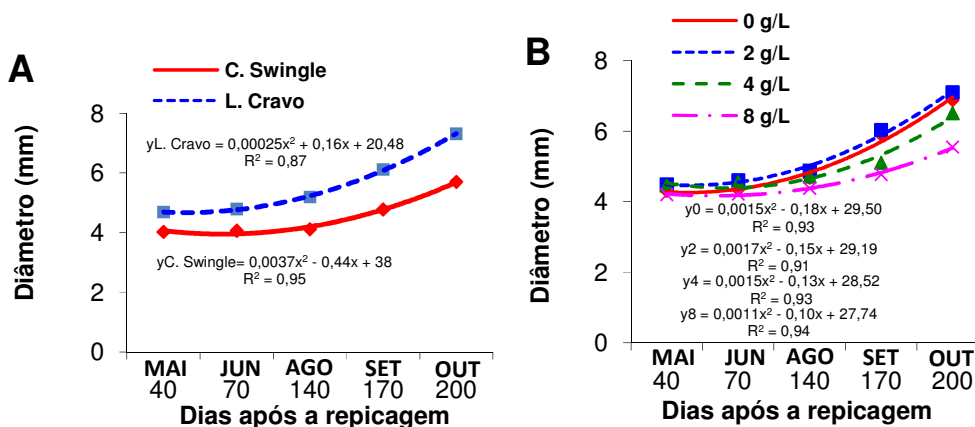 A
C. Swingle
L. Cravo
Diâmetro (mm)
8
6
4
2
0
yL. Cravo = 0,00025x² + 0,16x + 20,48
R² = 0,87
yC. Swingle= 0,0037x² - 0,44x + 38
R² = 0,95
MAI JUN AGO SET OUT
40 70 140 170 200
Dias após a repicagem
B
0 g/L
2 g/L
4 g/L
8 g/L
Diâmetro (mm)
8
6
4
2
0
y0 = 0,0015x² - 0,18x + 29,50
R² = 0,93
y2 = 0,0017x² - 0,15x + 29,19
R² = 0,91
y4 = 0,0015x² - 0,13x + 28,52
R² = 0,93
y8 = 0,0011x² - 0,10x + 27,74
R² = 0,94
MAI JUN AGO SET OUT
40 70 140 170 200
Dias após a repicagem